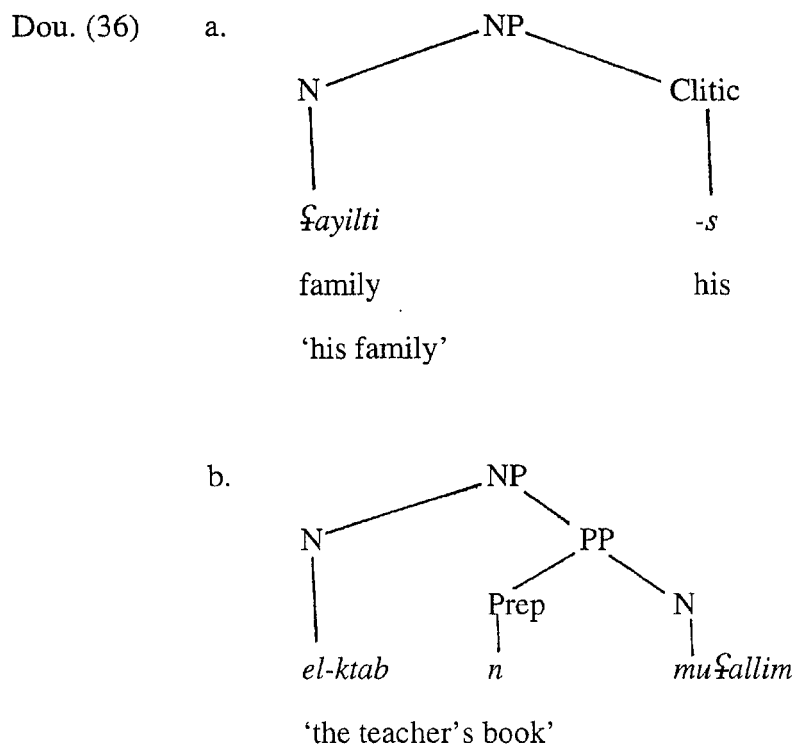 Dou. (36) a. NP
N Clitic
ʕayilti -s
family his
‘his family’
b. NP
N PP
Prep N
el-ktab n muʕallim
‘the teacher’s book’